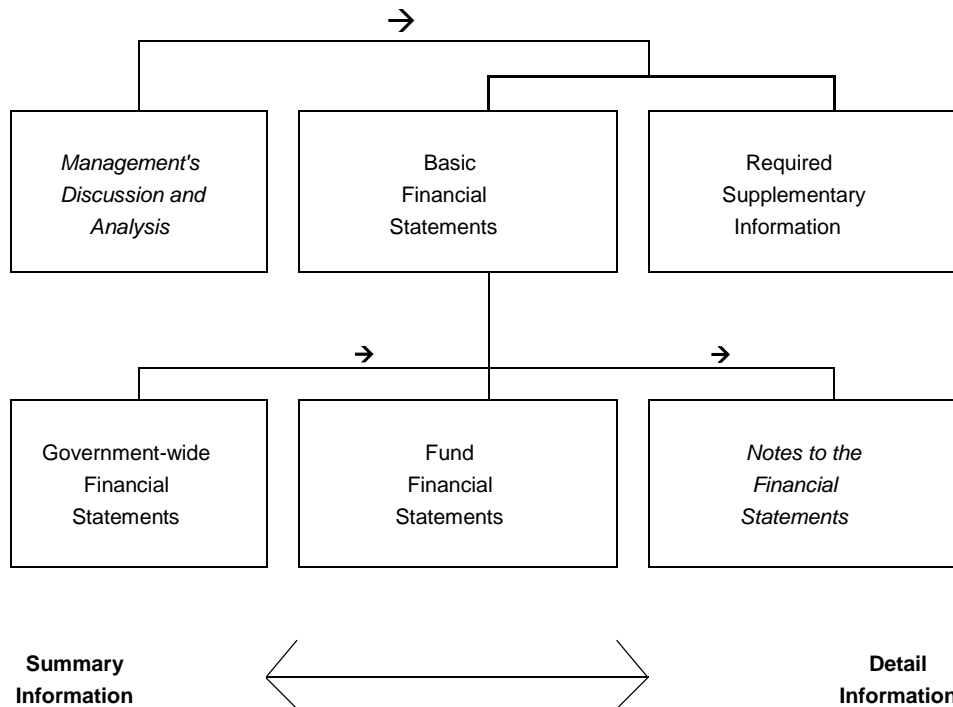 →
Management's
Discussion and
Analysis
Basic
Financial
Statements
Required
Supplementary
Information
→
→
Government-wide
Financial
Statements
Fund
Financial
Statements
Notes to the
Financial
Statements
Summary
Information
Detail
Information